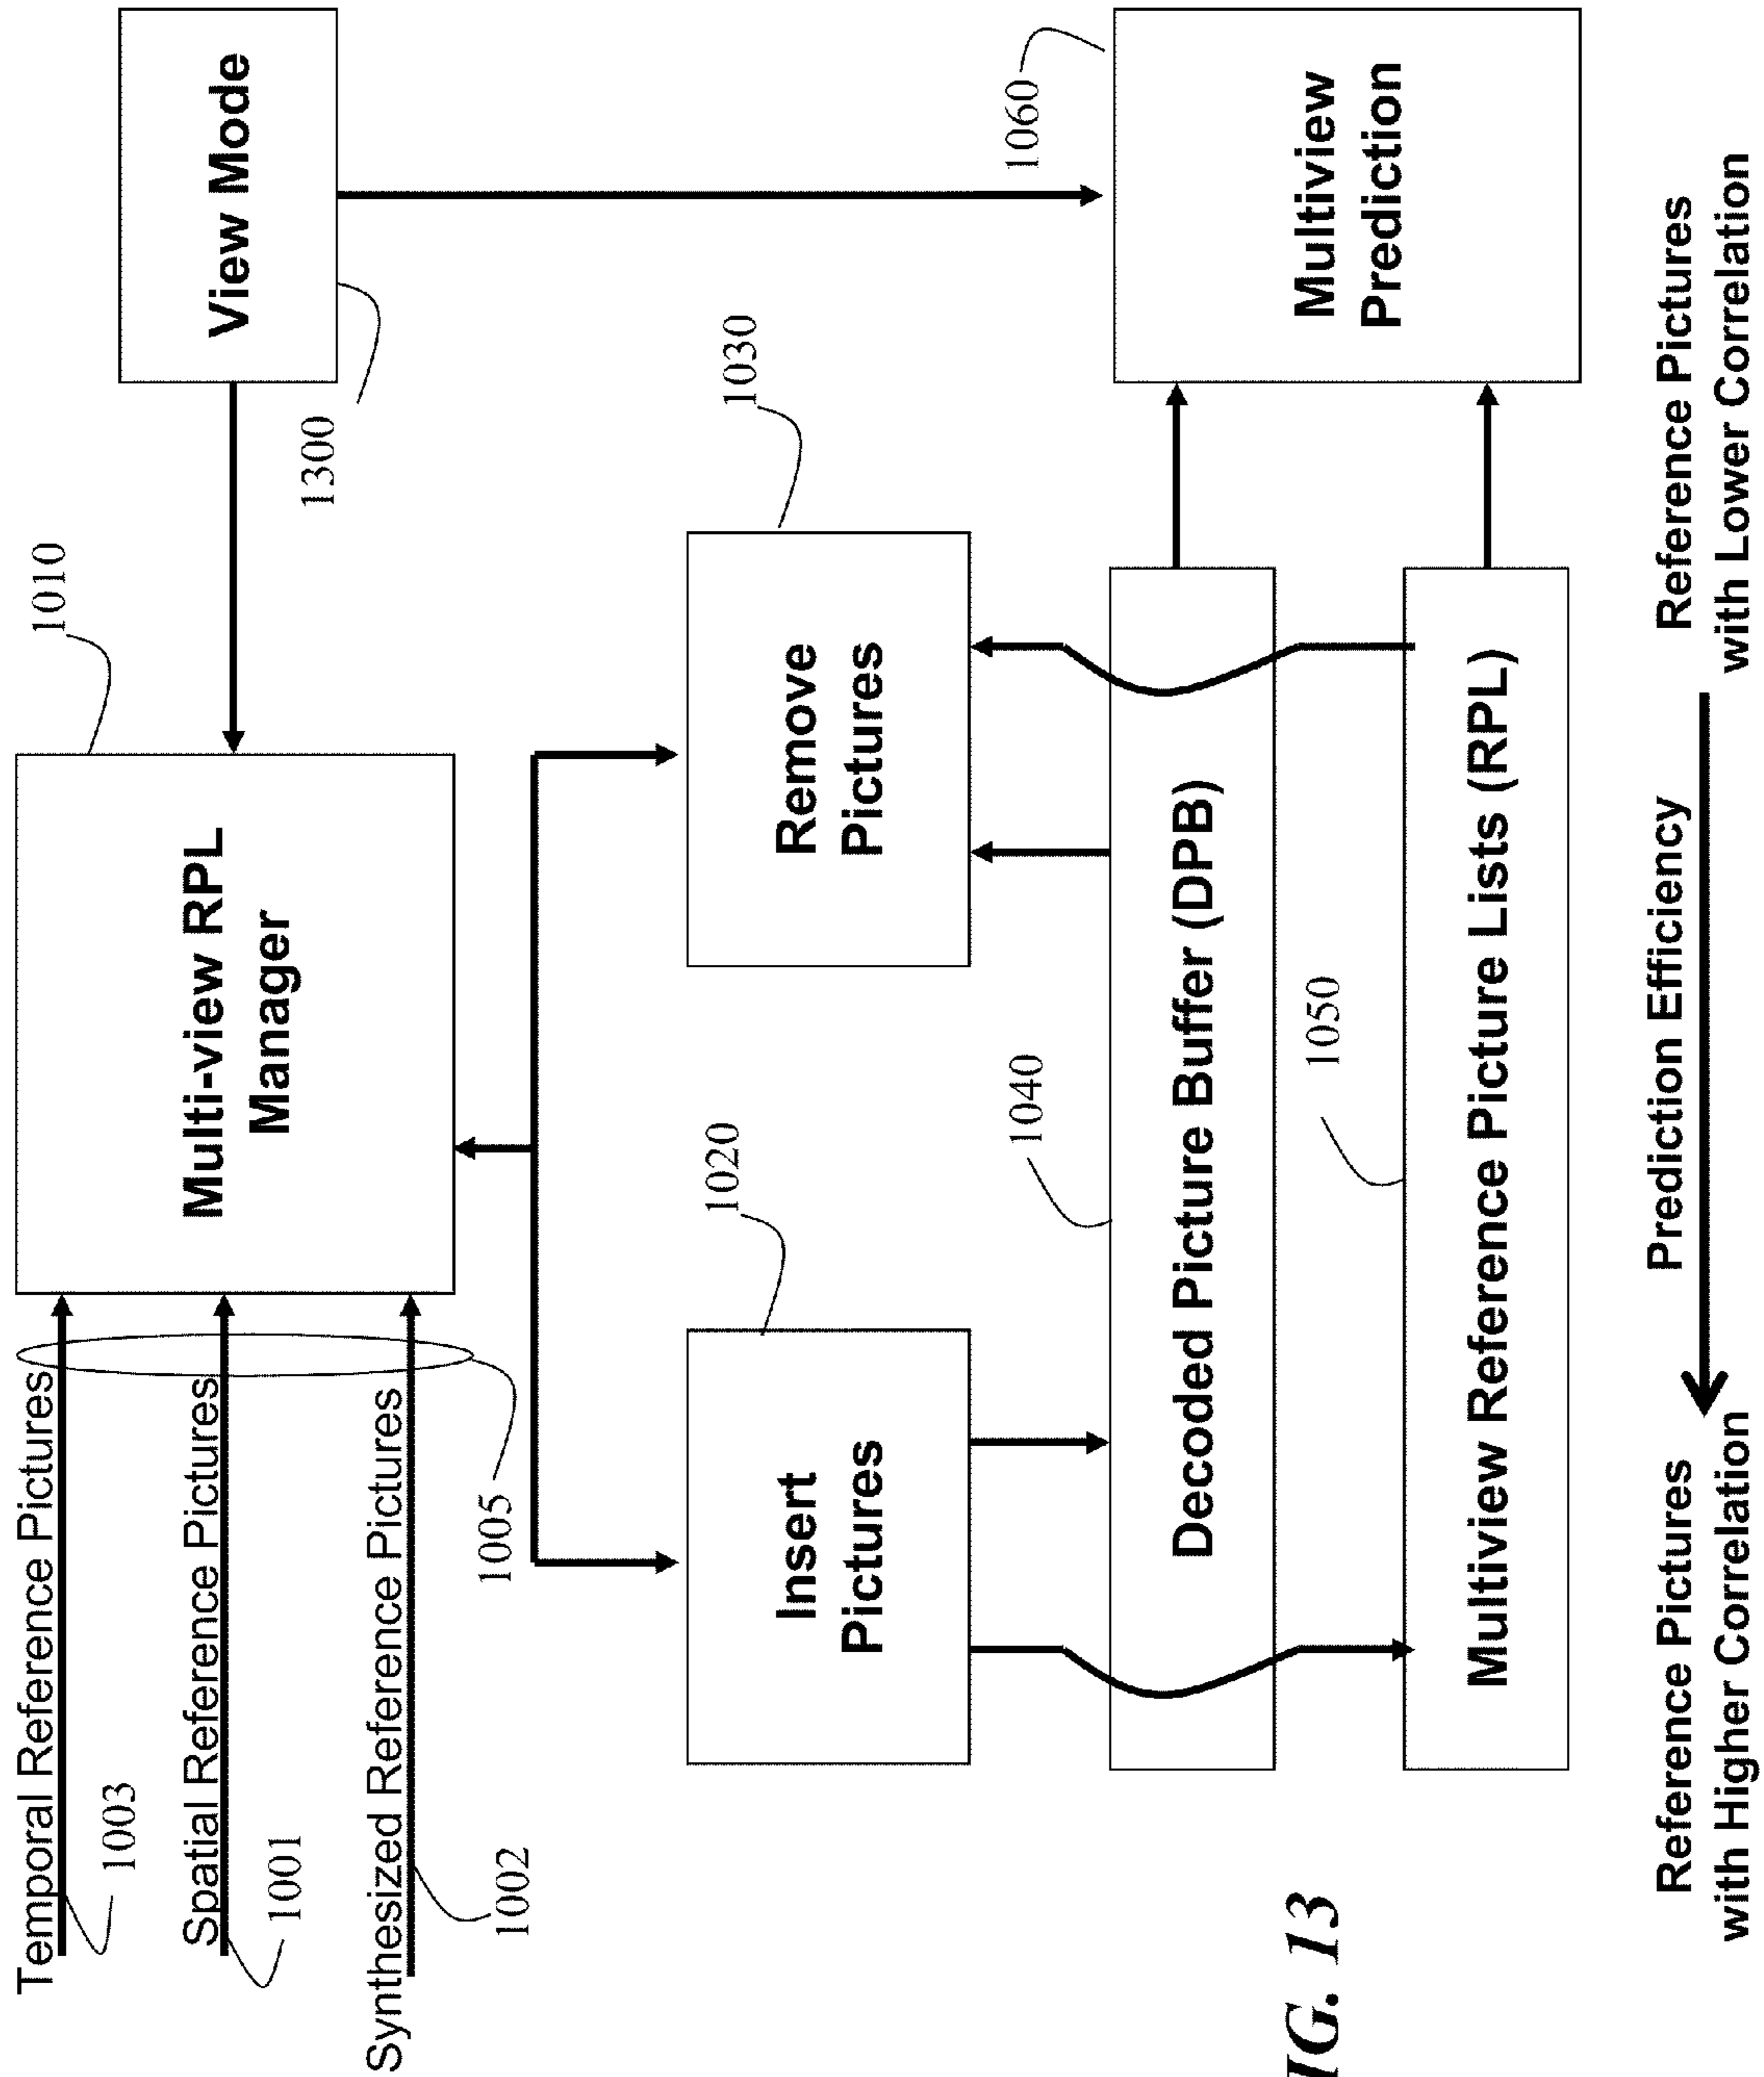 Temporal Reference Pictures
1003
Spatial Reference Pictures
1001
Synthesized Reference Pictures
1002
1005
Multi-view RPL
Manager
1010
View Mode
1300
Insert
Pictures
1020
Remove
Pictures
1030
Decoded Picture Buffer (DPB)
1040
Multiview Reference Picture Lists (RPL)
1050
Multiview
Prediction
1060
Reference Pictures
with Higher Correlation
Prediction Efficiency
Reference Pictures
with Lower Correlation
IG. 13